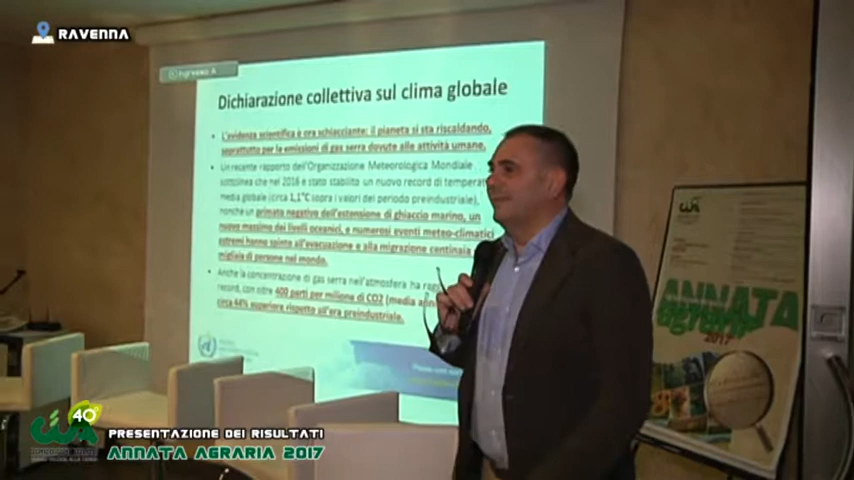 RAVENNA
Ingresso A
Dichiarazione collettiva sul clima globale
• L'evidenza scientifica è ora schiacciante: il pianeta si sta riscaldando,
soprattutto per le emissioni di gas serra dovute alle attività umane.
• Un recente rapporto dell'Organizzazione Meteorologica Mondiale
sottolinea che nel 2016 è stato stabilito un nuovo record di temperat
media globale (circa 1,1°C sopra i valori del periodo preindustriale),
nonché un primato negativo dell'estensione di ghiaccio marino, un
nuovo massimo dei livelli oceanici, e numerosi eventi meteo-climatici
estremi hanno spinto all'evacuazione e alla migrazione centinaia
migliaia di persone nel mondo.
• Anche la concentrazione di gas serra nell'atmosfera ha
record, con oltre 400 parti per milione di CO2 (media
circa 44% superiore rispetto all'era preindustriale.
cia
ANNATA
agraria
2017
cia
40
PRESENTAZIONE DEI RISULTATI
ANNATA AGRARIA 2017